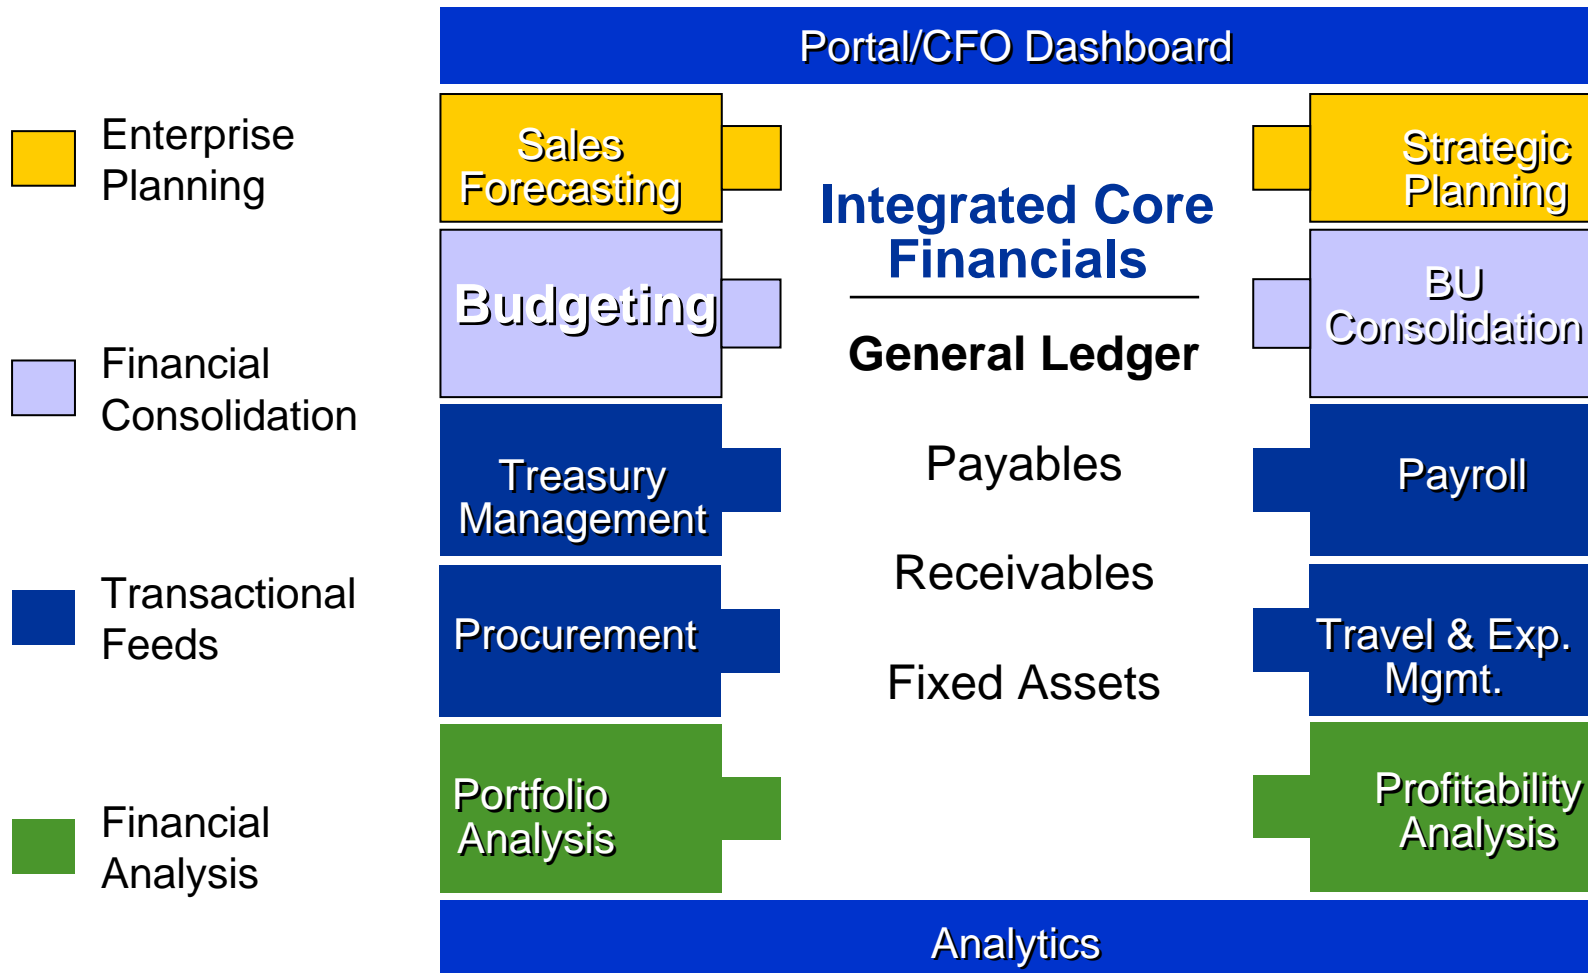 Portal/CFO Dashboard
Enterprise
Planning
Financial
Consolidation
Transactional
Feeds
Financial
Analysis
Sales
Forecasting
Budgeting
Treasury
Management
Procurement
Portfolio
Analysis
Integrated Core
Financials
General Ledger
Payables
Receivables
Fixed Assets
Strategic
Planning
BU
Consolidation
Payroll
Travel & Exp.
Mgmt.
Profitability
Analysis
Analytics